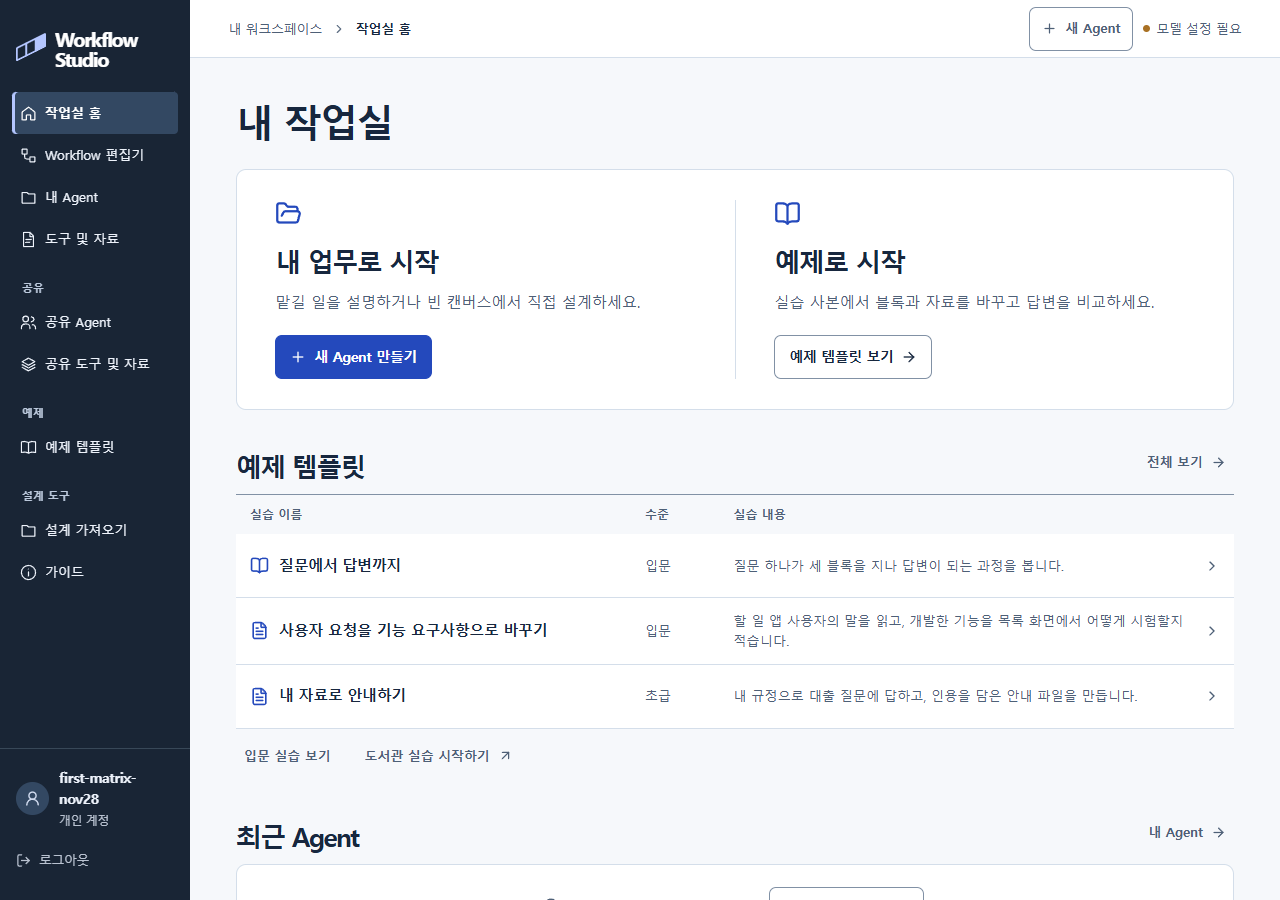 Workflow
Studio
작업실 홈
Workflow 편집기
내 Agent
도구 및 자료
공유
공유 Agent
공유 도구 및 자료
예제
예제 템플릿
설계 도구
설계 가져오기
가이드
first-matrix-
nov28
개인 계정
로그아웃
내 워크스페이스 > 작업실 홈
새 Agent
모델 설정 필요
내 작업실
내 업무로 시작
맡길 일을 설명하거나 빈 캔버스에서 직접 설계하세요.
새 Agent 만들기
예제로 시작
실습 사본에서 블록과 자료를 바꾸고 답변을 비교하세요.
예제 템플릿 보기
예제 템플릿
전체 보기
실습 이름 수준 실습 내용
질문에서 답변까지 입문 질문 하나가 세 블록을 지나 답변이 되는 과정을 봅니다.
사용자 요청을 기능 요구사항으로 바꾸기 입문 할 일 앱 사용자의 말을 읽고, 개발한 기능을 목록 화면에서 어떻게 시험할지
적습니다.
내 자료로 안내하기 초급 내 규정으로 대출 질문에 답하고, 인용을 담은 안내 파일을 만듭니다.
입문 실습 보기 도서관 실습 시작하기
최근 Agent
내 Agent